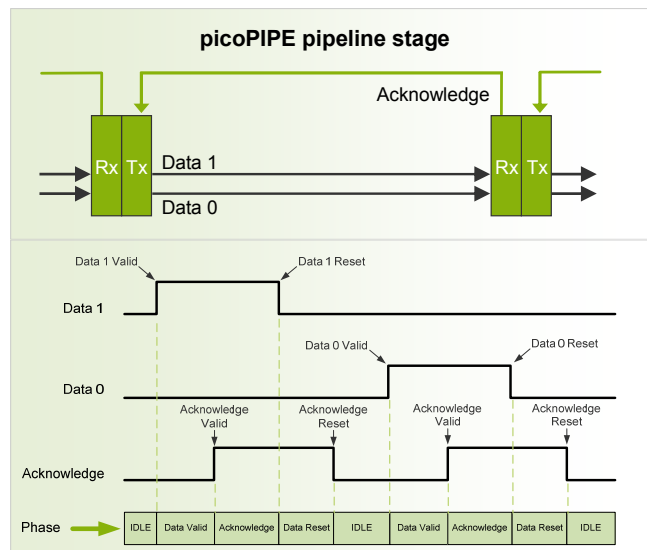 picoPIPE pipeline stage
Acknowledge
Rx Tx
Data 1
Data 0
Rx Tx
Data 1 Valid
Data 1 Reset
Data 1
Data 0 Valid
Data 0 Reset
Data 0
Acknowledge
Valid
Acknowledge
Reset
Acknowledge
Valid
Acknowledge
Reset
Acknowledge
Phase
IDLE Data Valid Acknowledge Data Reset IDLE Data Valid Acknowledge Data Reset IDLE